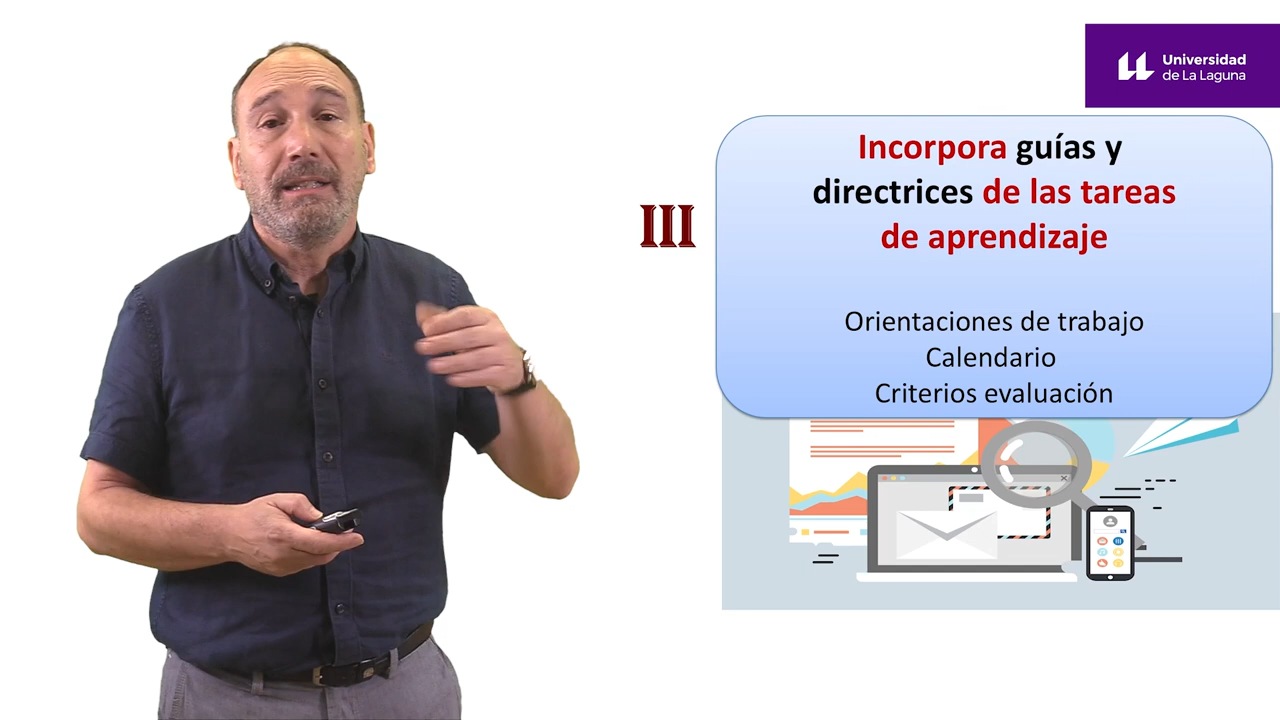 Universidad
de La Laguna
III
Incorpora guías y
directrices de las tareas
de aprendizaje
Orientaciones de trabajo
Calendario
Criterios evaluación